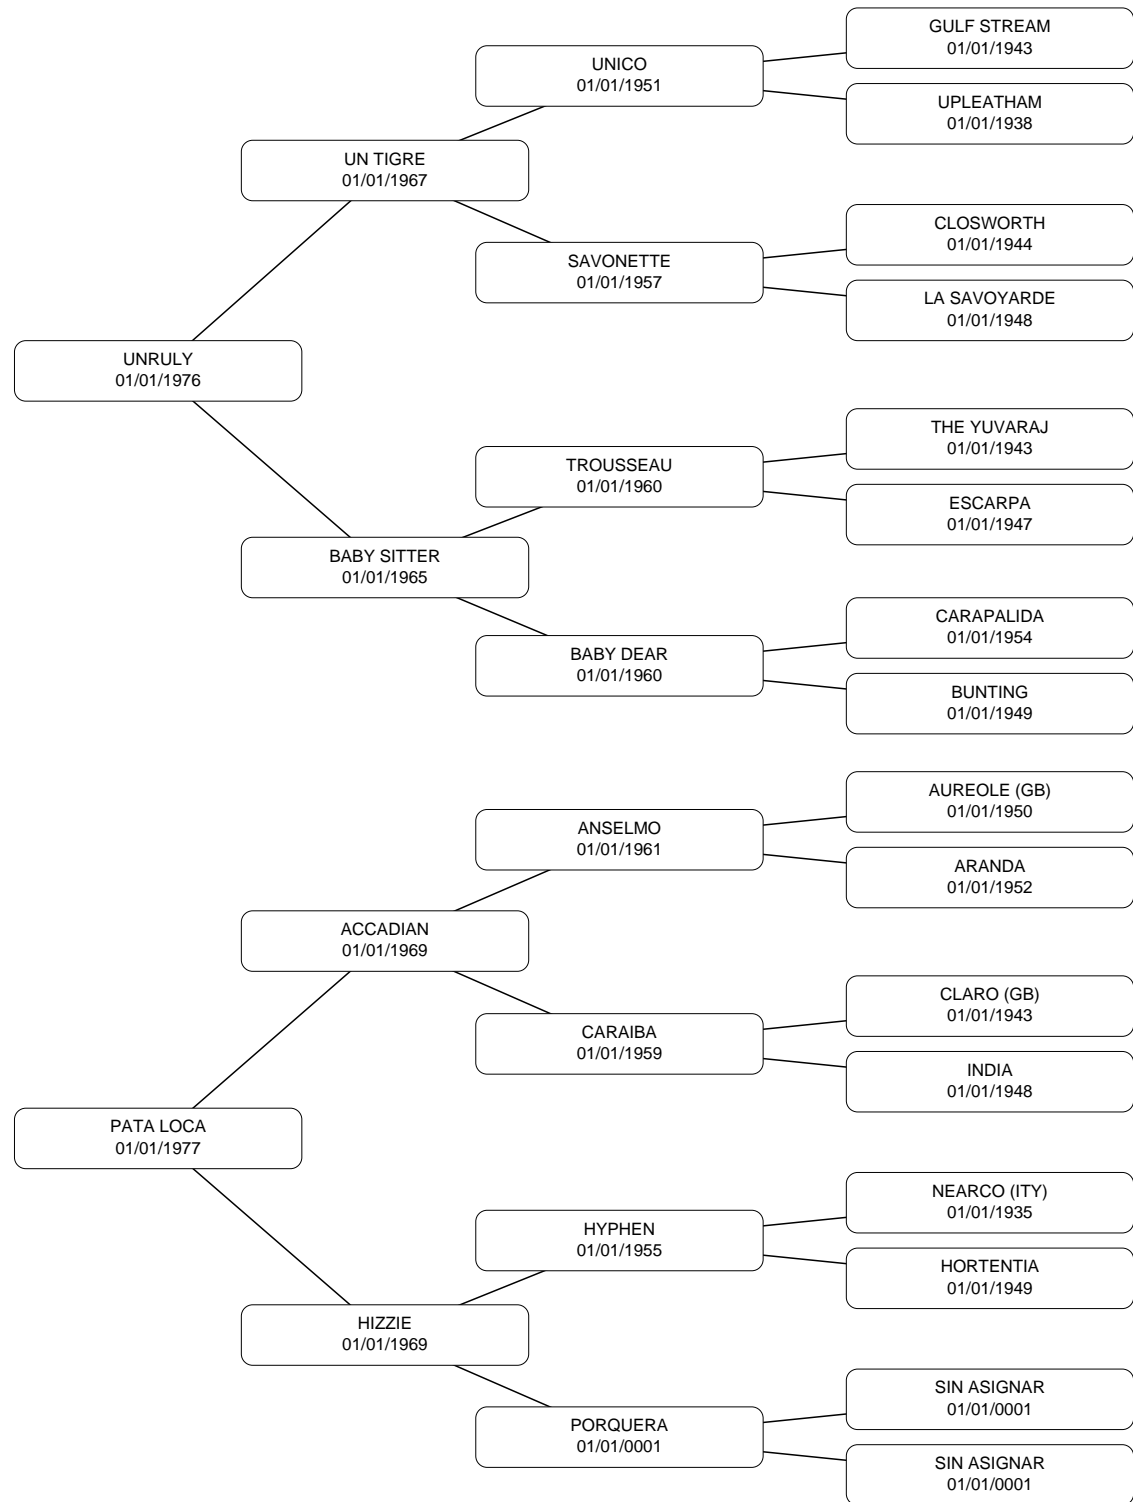 GULF STREAM
01/01/1943
UNICO
01/01/1951
UPLEATHAM
01/01/1938
UN TIGRE
01/01/1967
CLOSWORTH
01/01/1944
SAVONETTE
01/01/1957
LA SAVOYARDE
01/01/1948
UNRULY
01/01/1976
THE YUVARAJ
01/01/1943
TROUSSEAU
01/01/1960
ESCARPA
01/01/1947
BABY SITTER
01/01/1965
CARAPALIDA
01/01/1954
BABY DEAR
01/01/1960
BUNTING
01/01/1949
AUREOLE (GB)
01/01/1950
ANSELMO
01/01/1961
ARANDA
01/01/1952
ACCADIAN
01/01/1969
CLARO (GB)
01/01/1943
CARAIBA
01/01/1959
INDIA
01/01/1948
PATA LOCA
01/01/1977
NEARCO (ITY)
01/01/1935
HYPHEN
01/01/1955
HORTENTIA
01/01/1949
HIZZIE
01/01/1969
SIN ASIGNAR
01/01/0001
PORQUERA
01/01/0001
SIN ASIGNAR
01/01/0001